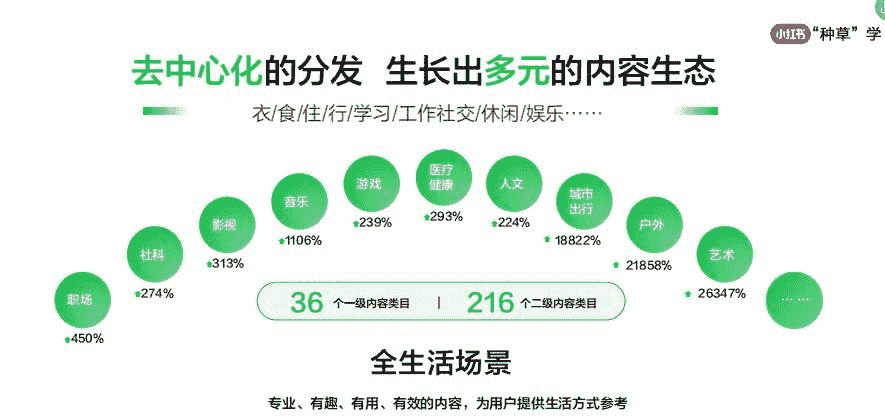 小红书 “种草” 学
去中心化的分发 生长出多元的内容生态
衣/食/住/行/学习/工作社交/休闲/娱乐……
职场
450%
社科
274%
影视
313%
音乐
1106%
游戏
239%
医疗
健康
293%
人文
224%
城市
出行
18822%
户外
21858%
艺术
26347%
... ...
36 个一级内容类目 | 216 个二级内容类目
全生活场景
专业、有趣、有用、有效的内容，为用户提供生活方式参考